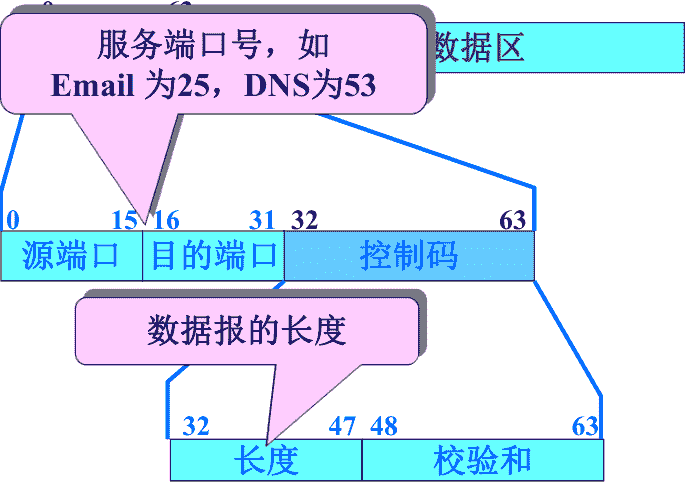 服务端口号，如
Email 为25，DNS为53
数据区
0 15 16 31 32 63
源端口 目的端口 控制码
数据报的长度
32 47 48 63
长度 校验和